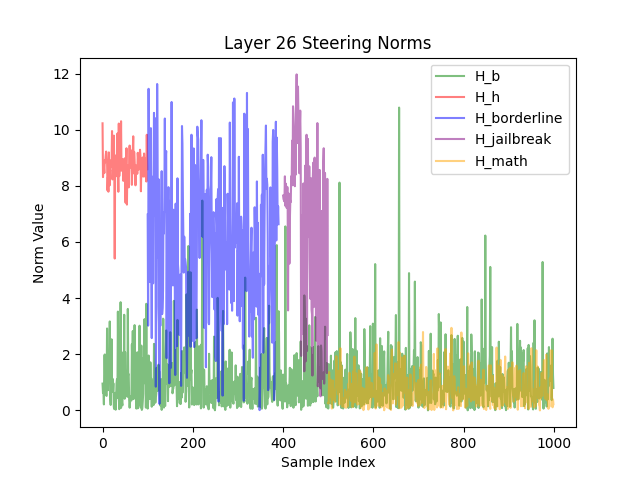 Layer 26 Steering Norms
H_b
H_h
H_borderline
H_jailbreak
H_math
Norm Value
12
10
8
6
4
2
0
0 200 400 600 800 1000
Sample Index